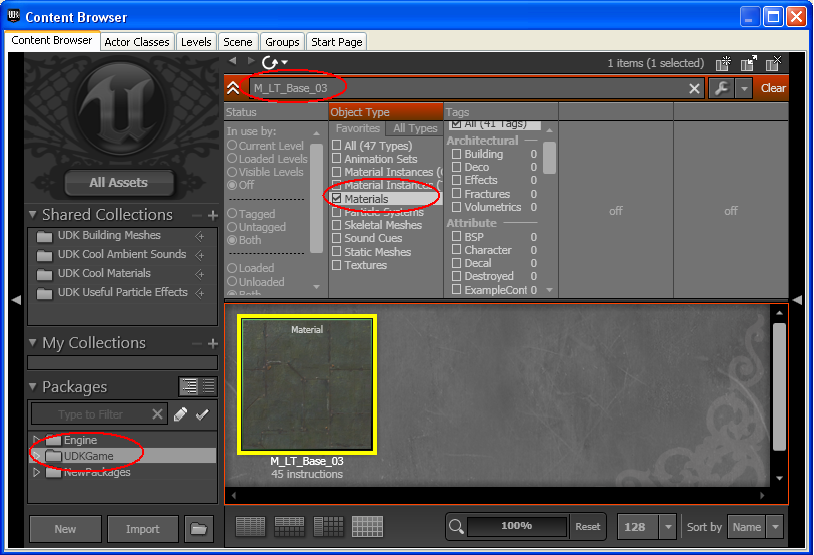 Content Browser
Content Browser Actor Classes Levels Scene Groups Start Page
1 items (1 selected)
M_LT_Base_03 Clear
All Assets
Shared Collections
UDK Building Meshes
UDK Cool Ambient Sounds
UDK Cool Materials
UDK Useful Particle Effects
My Collections
Packages
Type to Filter
Engine
UDKGame
NewPackages
New Import
Status
In use by:
Current Level
Loaded Levels
Visible Levels
Off
Tagged
Untagged
Both
Loaded
Unloaded
Both
Object Type
Favorites All Types
All (47 Types)
Animation Sets
Material Instances (
Material Instances (
Materials
Particle Systems
Skeletal Meshes
Sound Cues
Static Meshes
Textures
Tags
All (41 Tags)
Architectural
Building 0
Deco 0
Effects 0
Fractures 0
Volumetrics 0
Attribute
BSP 0
Character 0
Decal 0
Destroyed 0
ExampleCont 0
off
off
Material
M_LT_Base_03
45 instructions
100% Reset 128 Sort by Name